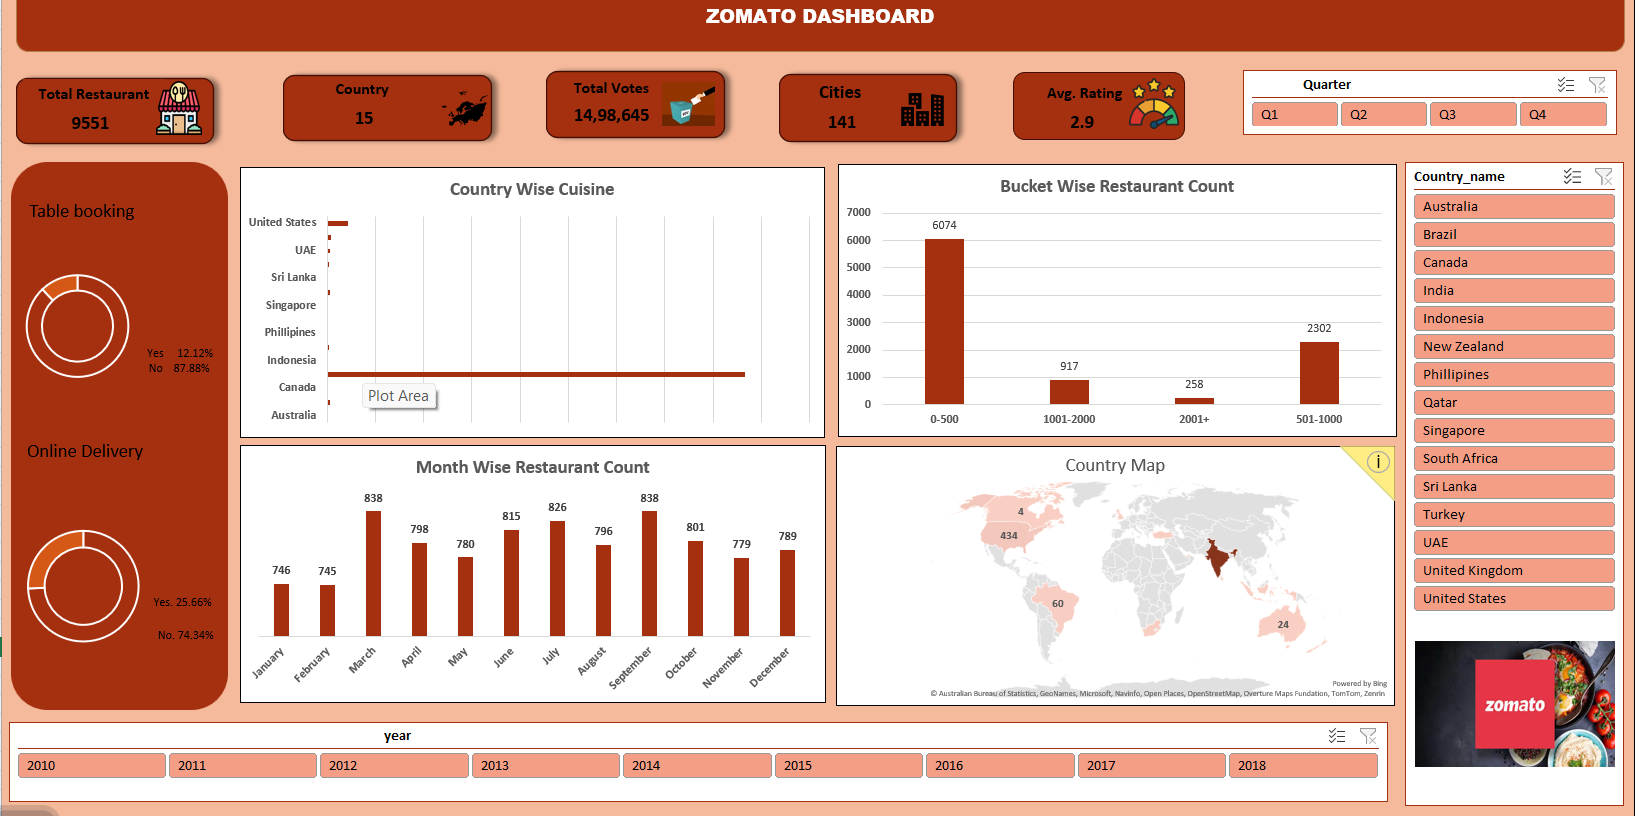 ZOMATO DASHBOARD
Total Restaurant
9551
Country
15
Total Votes
14,98,645
Cities
141
Avg. Rating
2.9
Quarter
Q1
Q2
Q3
Q4
Table booking
Yes 12.12%
No 87.88%
Online Delivery
Yes. 25.66%
No. 74.34%
Country Wise Cuisine
United States
UAE
Sri Lanka
Singapore
Phillipines
Indonesia
Canada
Australia
Plot Area
Bucket Wise Restaurant Count
7000
6000
5000
4000
3000
2000
1000
0
6074
917
258
2302
0-500
1001-2000
2001+
501-1000
Month Wise Restaurant Count
746
745
838
798
780
815
826
796
838
801
779
789
January
February
March
April
May
June
July
August
September
October
November
December
Country Map
i
4
434
60
24
Powered by Bing
© Australian Bureau of Statistics, GeoNames, Microsoft, Navinfo, Open Places, OpenStreetMap, Overture Maps Fundation, TomTom, Zenrin
Country_name
Australia
Brazil
Canada
India
Indonesia
New Zealand
Phillipines
Qatar
Singapore
South Africa
Sri Lanka
Turkey
UAE
United Kingdom
United States
zomato
year
2010
2011
2012
2013
2014
2015
2016
2017
2018